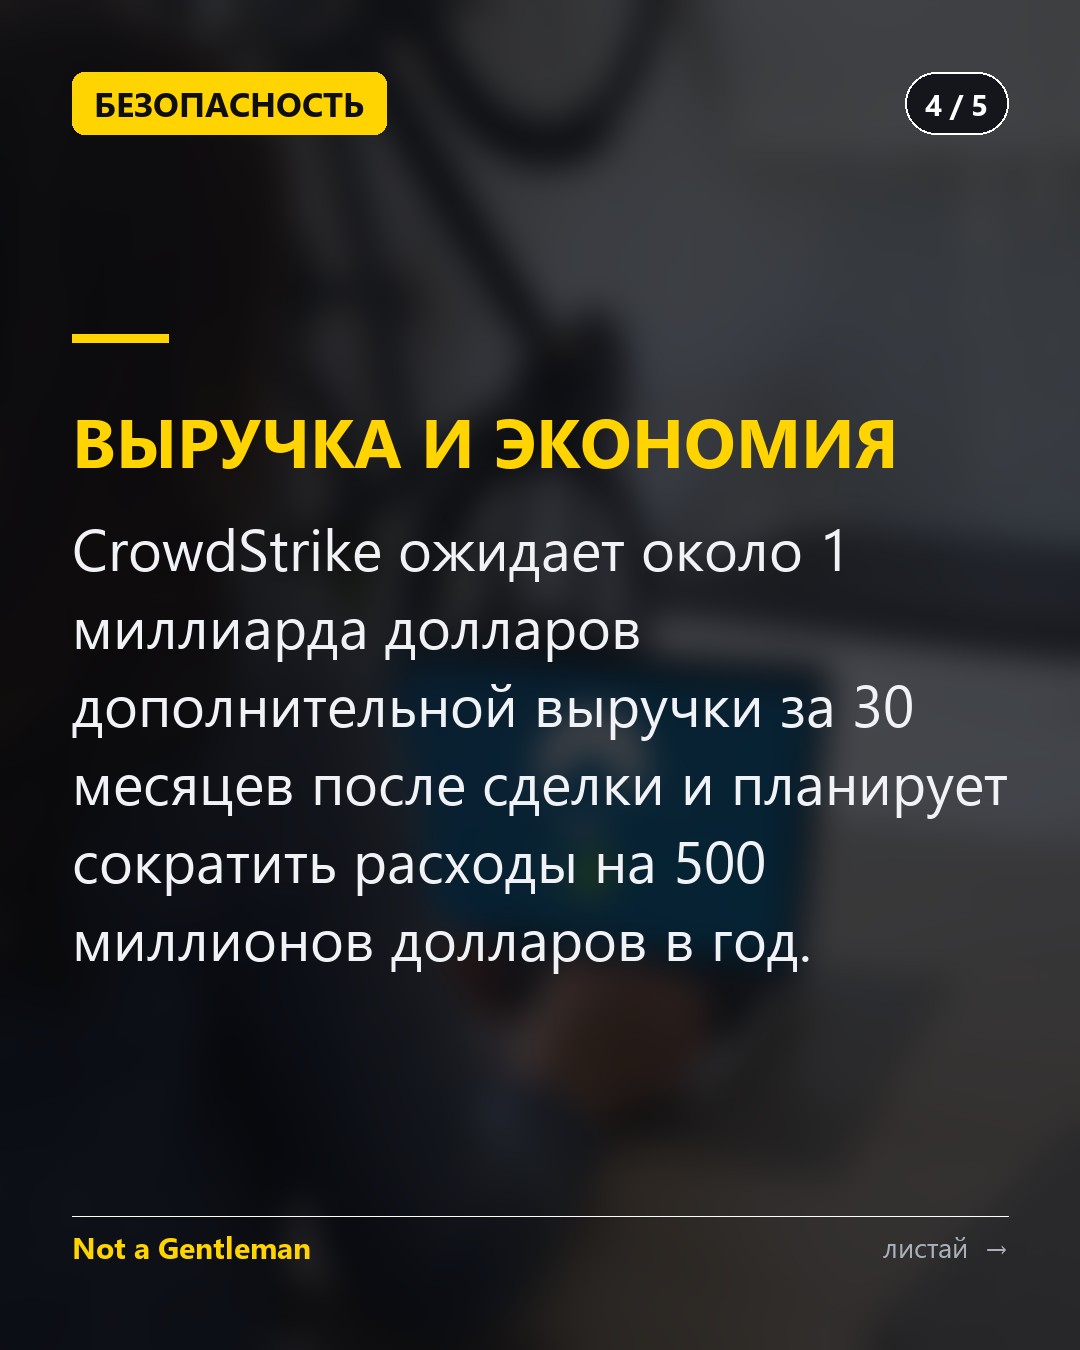 БЕЗОПАСНОСТЬ
4 / 5
ВЫРУЧКА И ЭКОНОМИЯ
CrowdStrike ожидает около 1
миллиарда долларов
дополнительной выручки за 30
месяцев после сделки и планирует
сократить расходы на 500
миллионов долларов в год.
Not a Gentleman
листай →